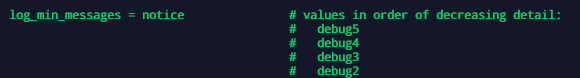 log_min_messages = notice # values in order of decreasing detail:
# debug5
# debug4
# debug3
# debug2